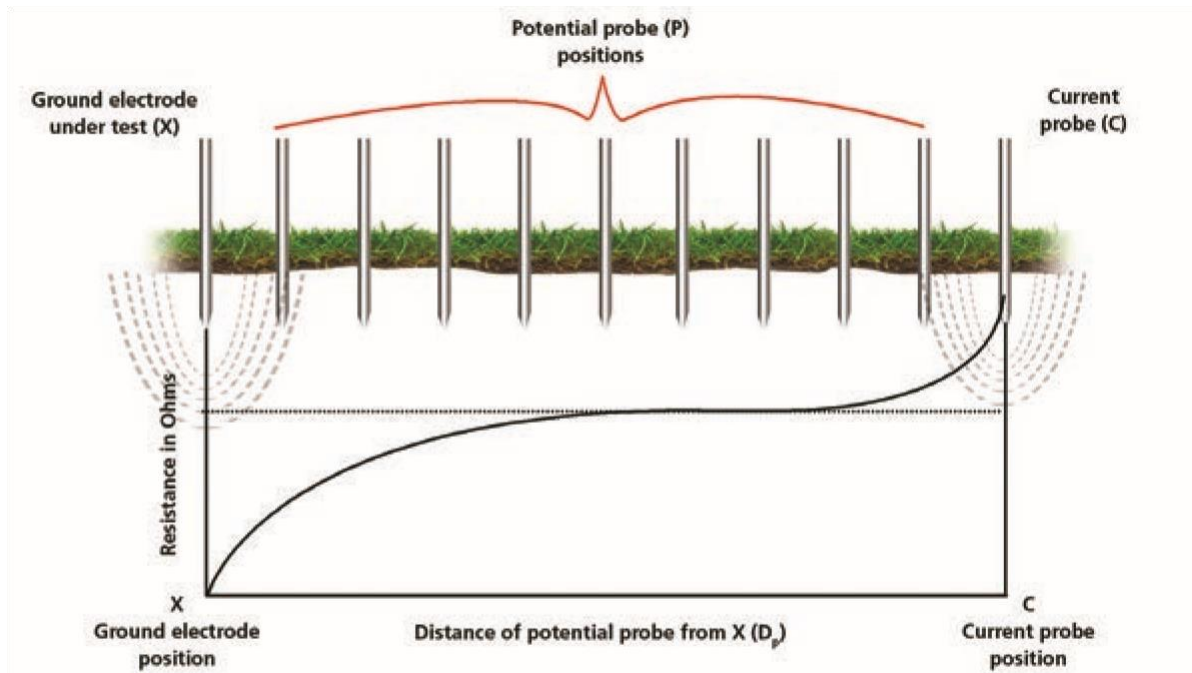 Potential probe (P)
positions
Ground electrode
under test (X)
Current
probe (C)
Resistance in Ohms
X
C
Ground electrode
position
Distance of potential probe from X (Dₚ)
Current probe
position